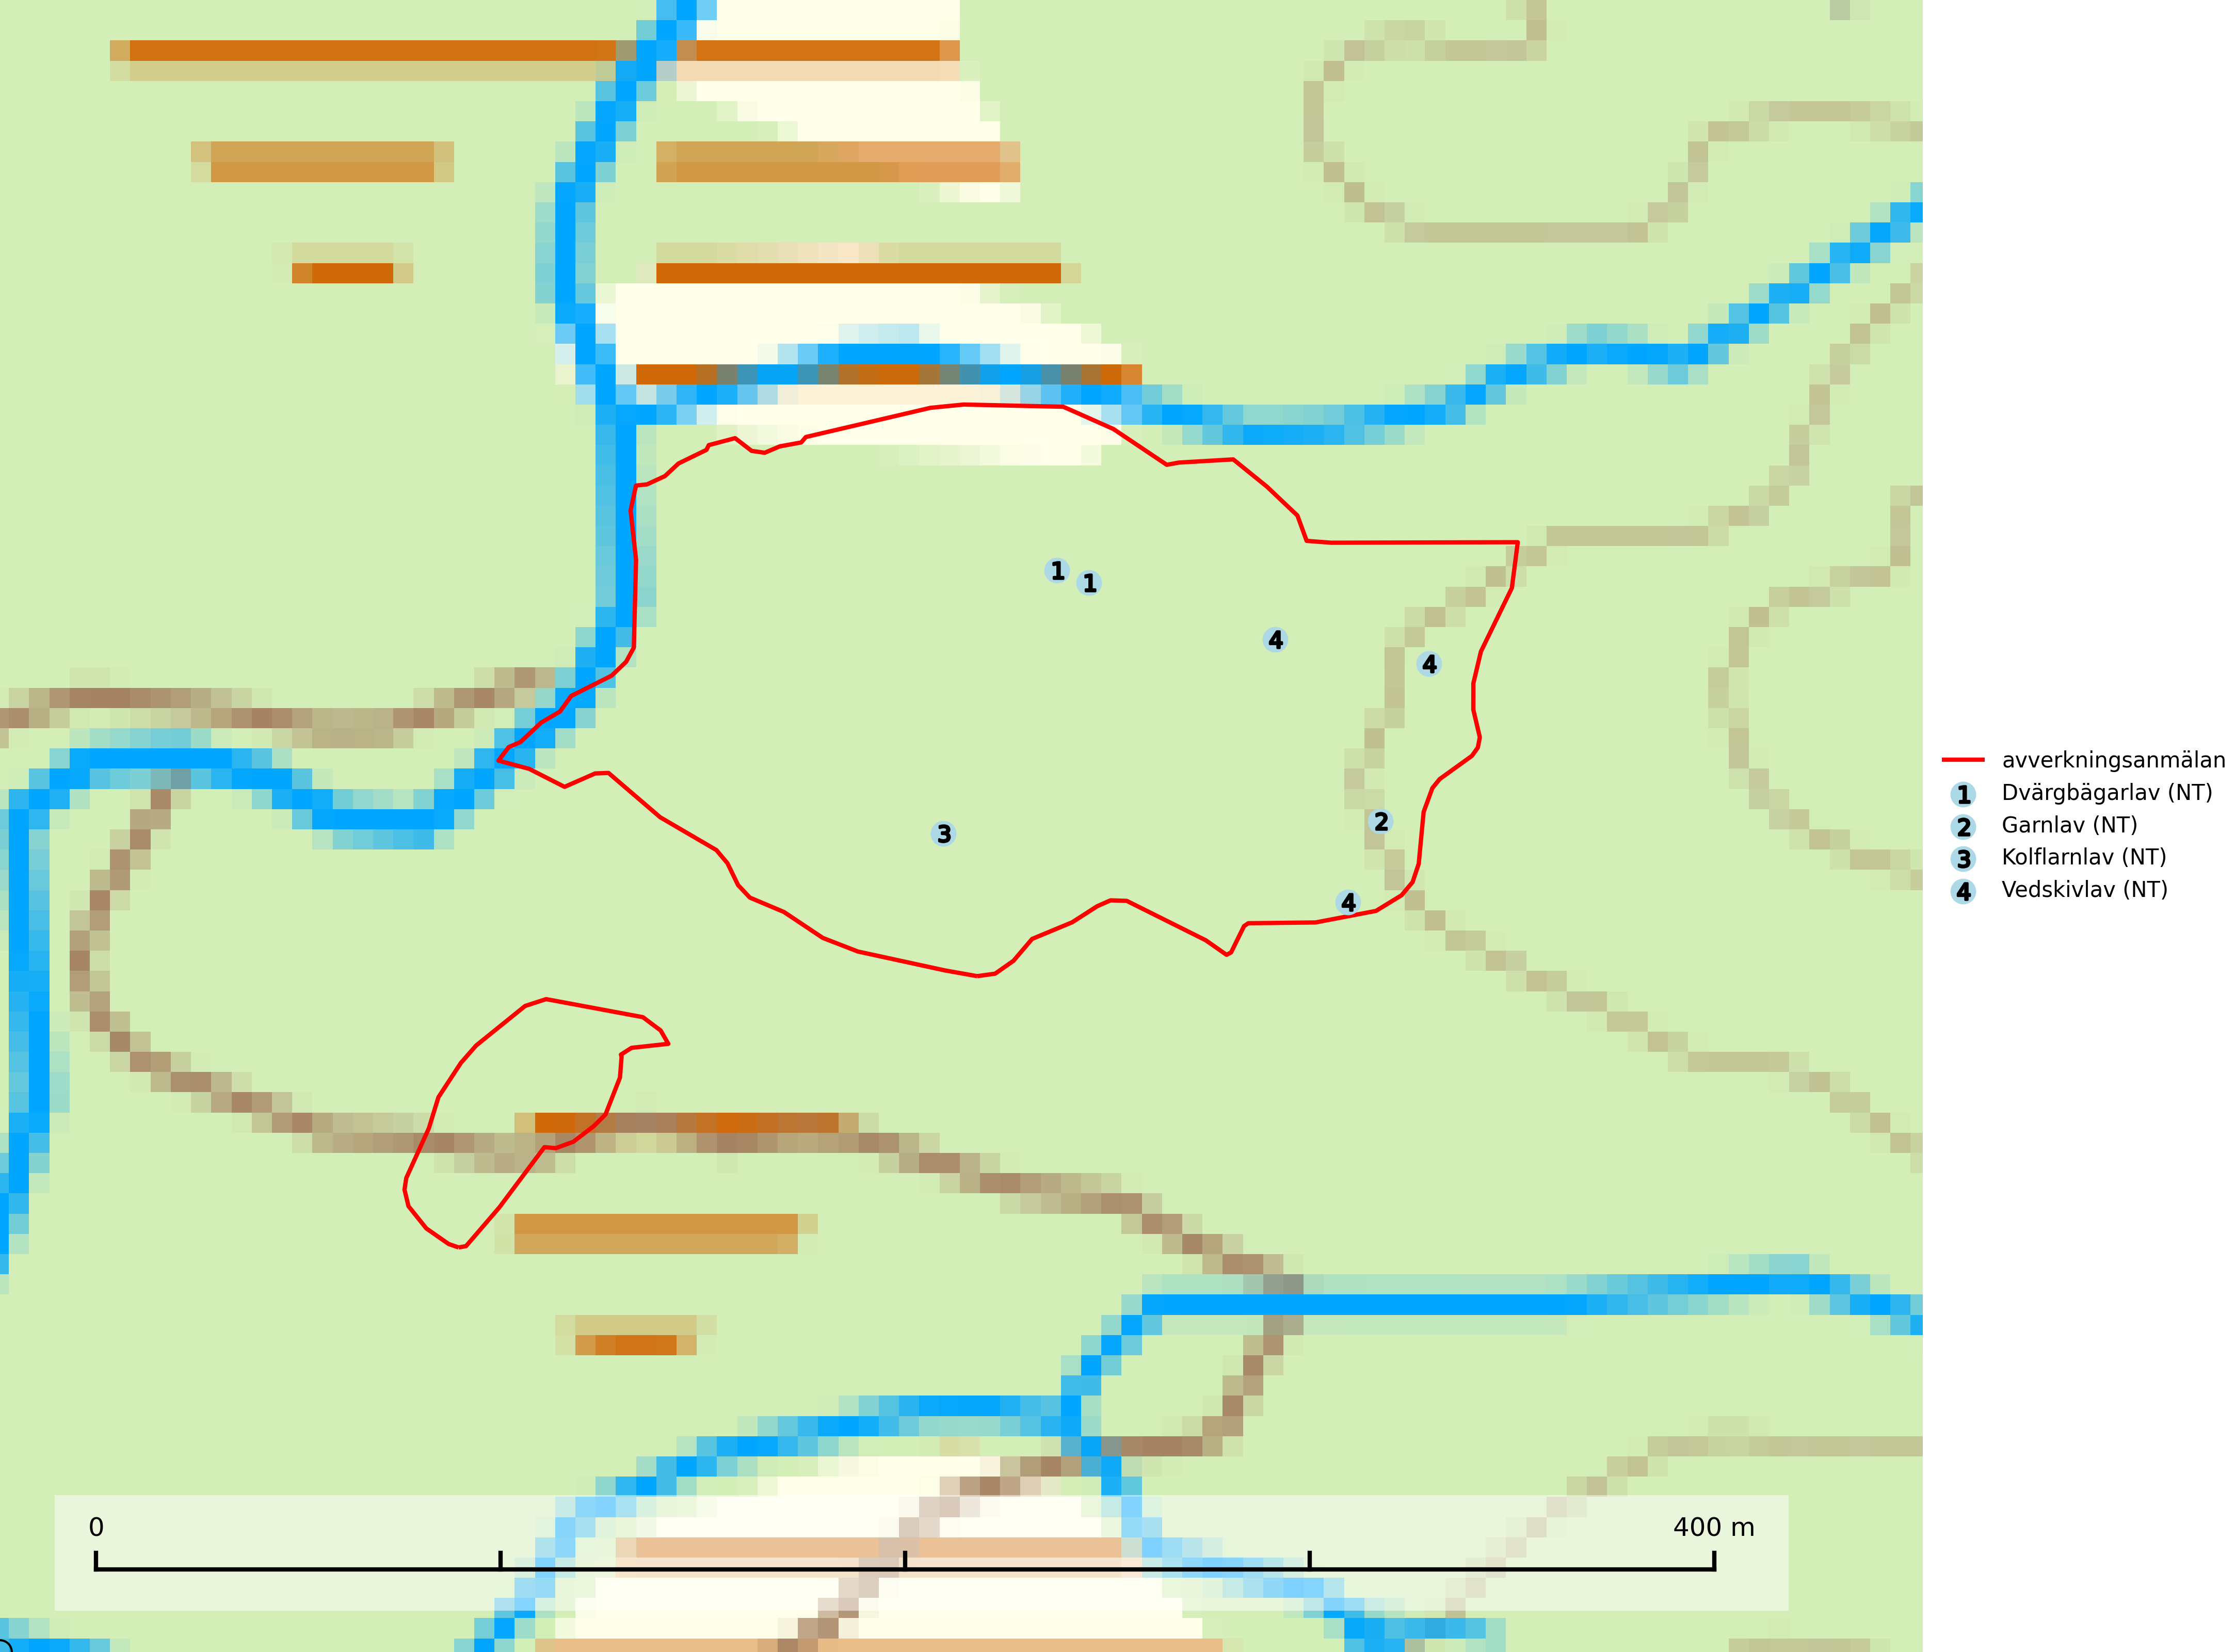 1
1
4
4
2
3
4
avverkningsanmälan
1 Dvärgbägarlav (NT)
2 Garnlav (NT)
3 Kolflarnlav (NT)
4 Vedskivlav (NT)
0 400 m